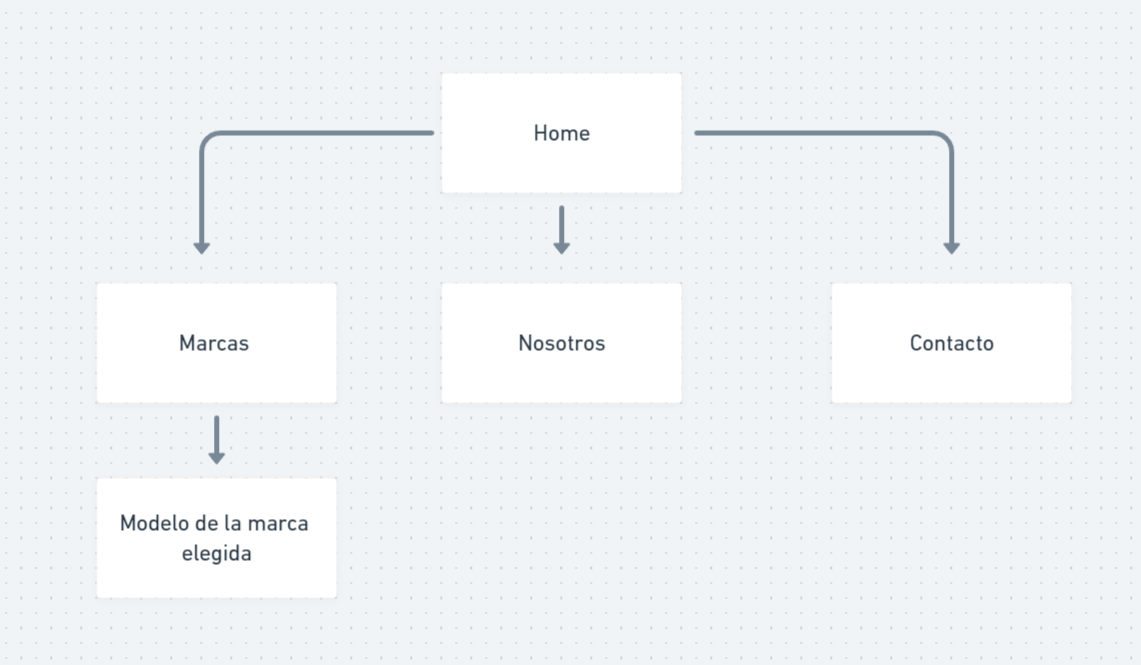 Home
Marcas
Nosotros
Contacto
Modelo de la marca
elegida